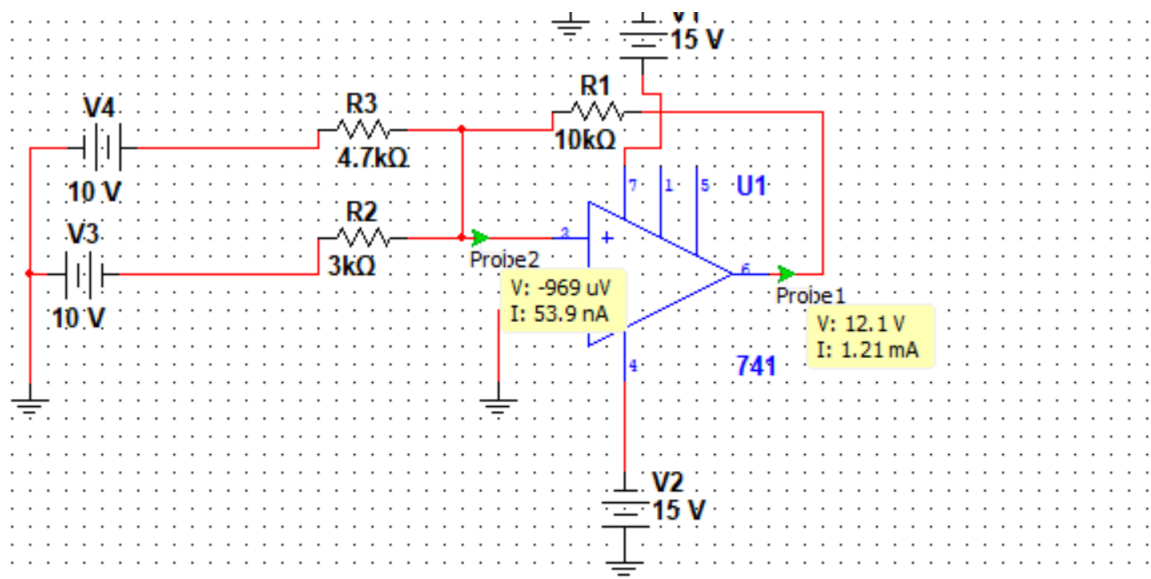 V1
15 V
R1
10kΩ
V4
10 V
R3
4.7kΩ
7
1
5
U1
R2
3kΩ
V3
10 V
3
+
Probe2
V: -969 uV
I: 53.9 nA
6
Probe1
V: 12.1 V
I: 1.21 mA
4
741
V2
15 V